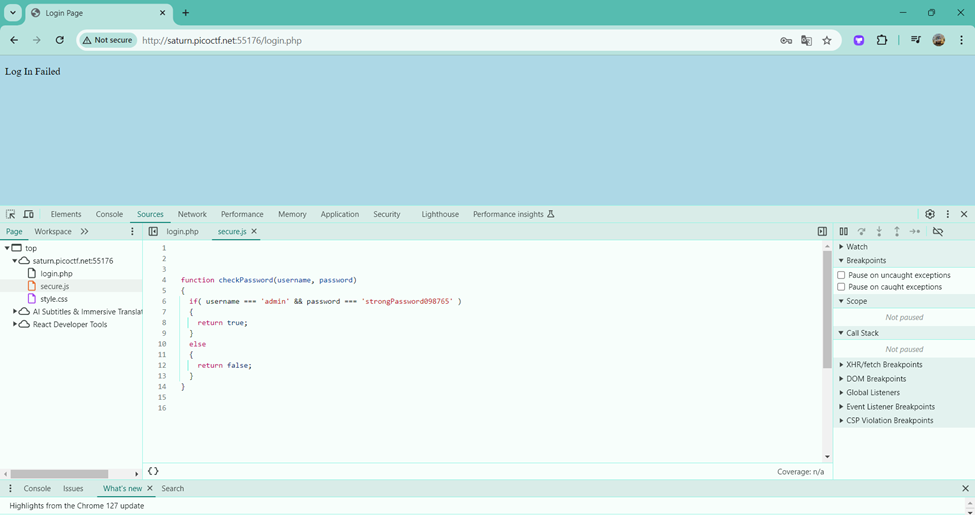 Login Page
Not secure
http://saturn.picoctf.net:55176/login.php
Log In Failed
Elements Console Sources Network Performance Memory Application Security Lighthouse Performance insights
Page Workspace
login.php secure.js
top
saturn.picoctf.net:55176
login.php
secure.js
style.css
AI Subtitles & Immersive Translat
React Developer Tools
1
2
3
4 function checkPassword(username, password)
5 {
6 if( username === 'admin' && password === 'strongPassword098765' )
7 {
8 return true;
9 }
10 else
11 {
12 return false;
13 }
14 }
15
16
{} Coverage: n/a
Watch
Breakpoints
Pause on uncaught exceptions
Pause on caught exceptions
Scope
Not paused
Call Stack
Not paused
XHR/fetch Breakpoints
DOM Breakpoints
Global Listeners
Event Listener Breakpoints
CSP Violation Breakpoints
Console Issues What's new Search
Highlights from the Chrome 127 update